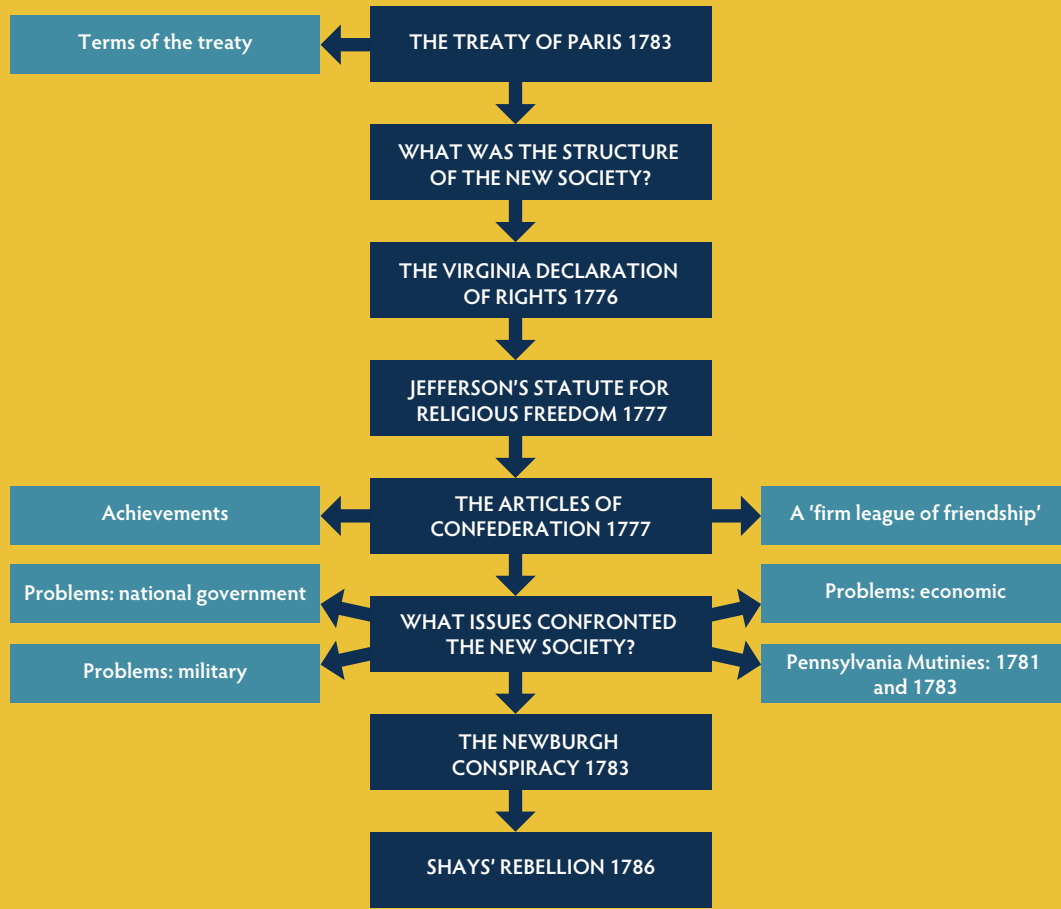 Terms of the treaty
THE TREATY OF PARIS 1783
WHAT WAS THE STRUCTURE
OF THE NEW SOCIETY?
THE VIRGINIA DECLARATION
OF RIGHTS 1776
JEFFERSON’S STATUTE FOR
RELIGIOUS FREEDOM 1777
Achievements
THE ARTICLES OF
CONFEDERATION 1777
A ‘firm league of friendship’
Problems: national government
Problems: military
WHAT ISSUES CONFRONTED
THE NEW SOCIETY?
Problems: economic
Pennsylvania Mutinies: 1781
and 1783
THE NEWBURGH
CONSPIRACY 1783
SHAYS’ REBELLION 1786